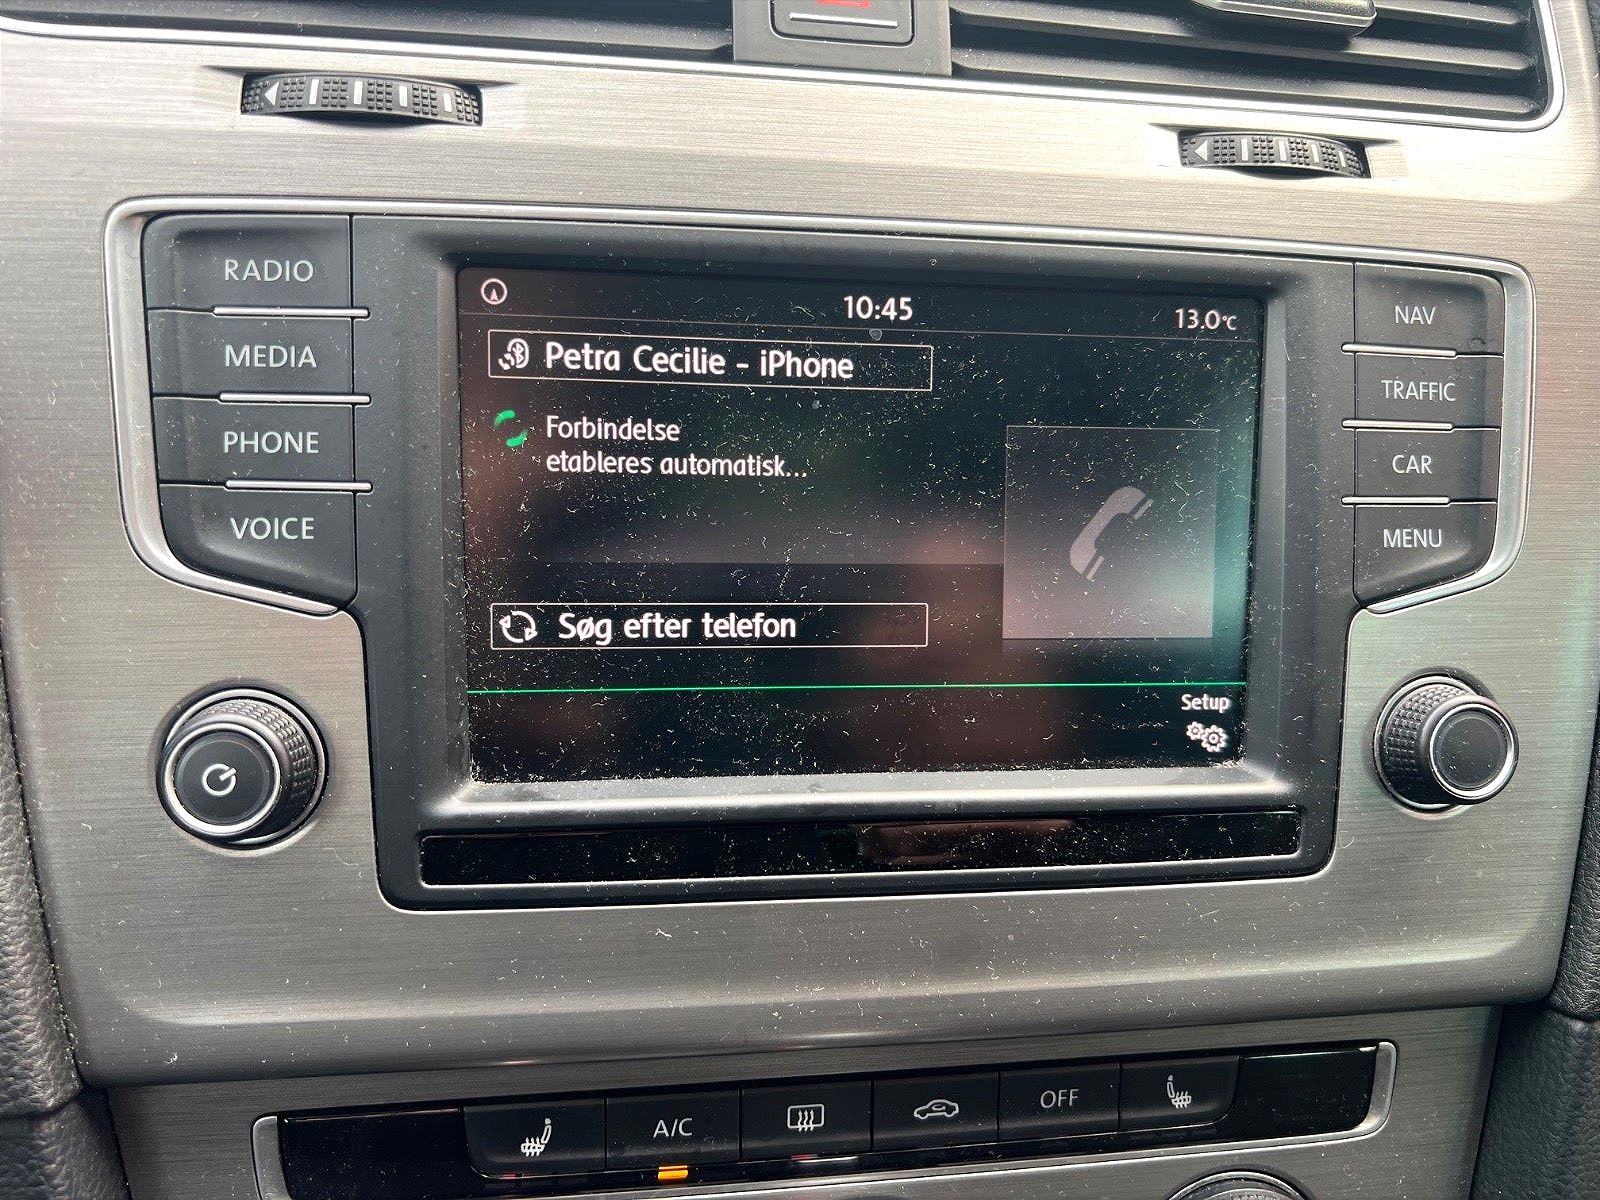 RADIO
MEDIA
PHONE
VOICE
10:45
13.0°C
Petra Cecilie - iPhone
Forbindelse
etableres automatisk...
Søg efter telefon
Setup
NAV
TRAFFIC
CAR
MENU
A/C
OFF